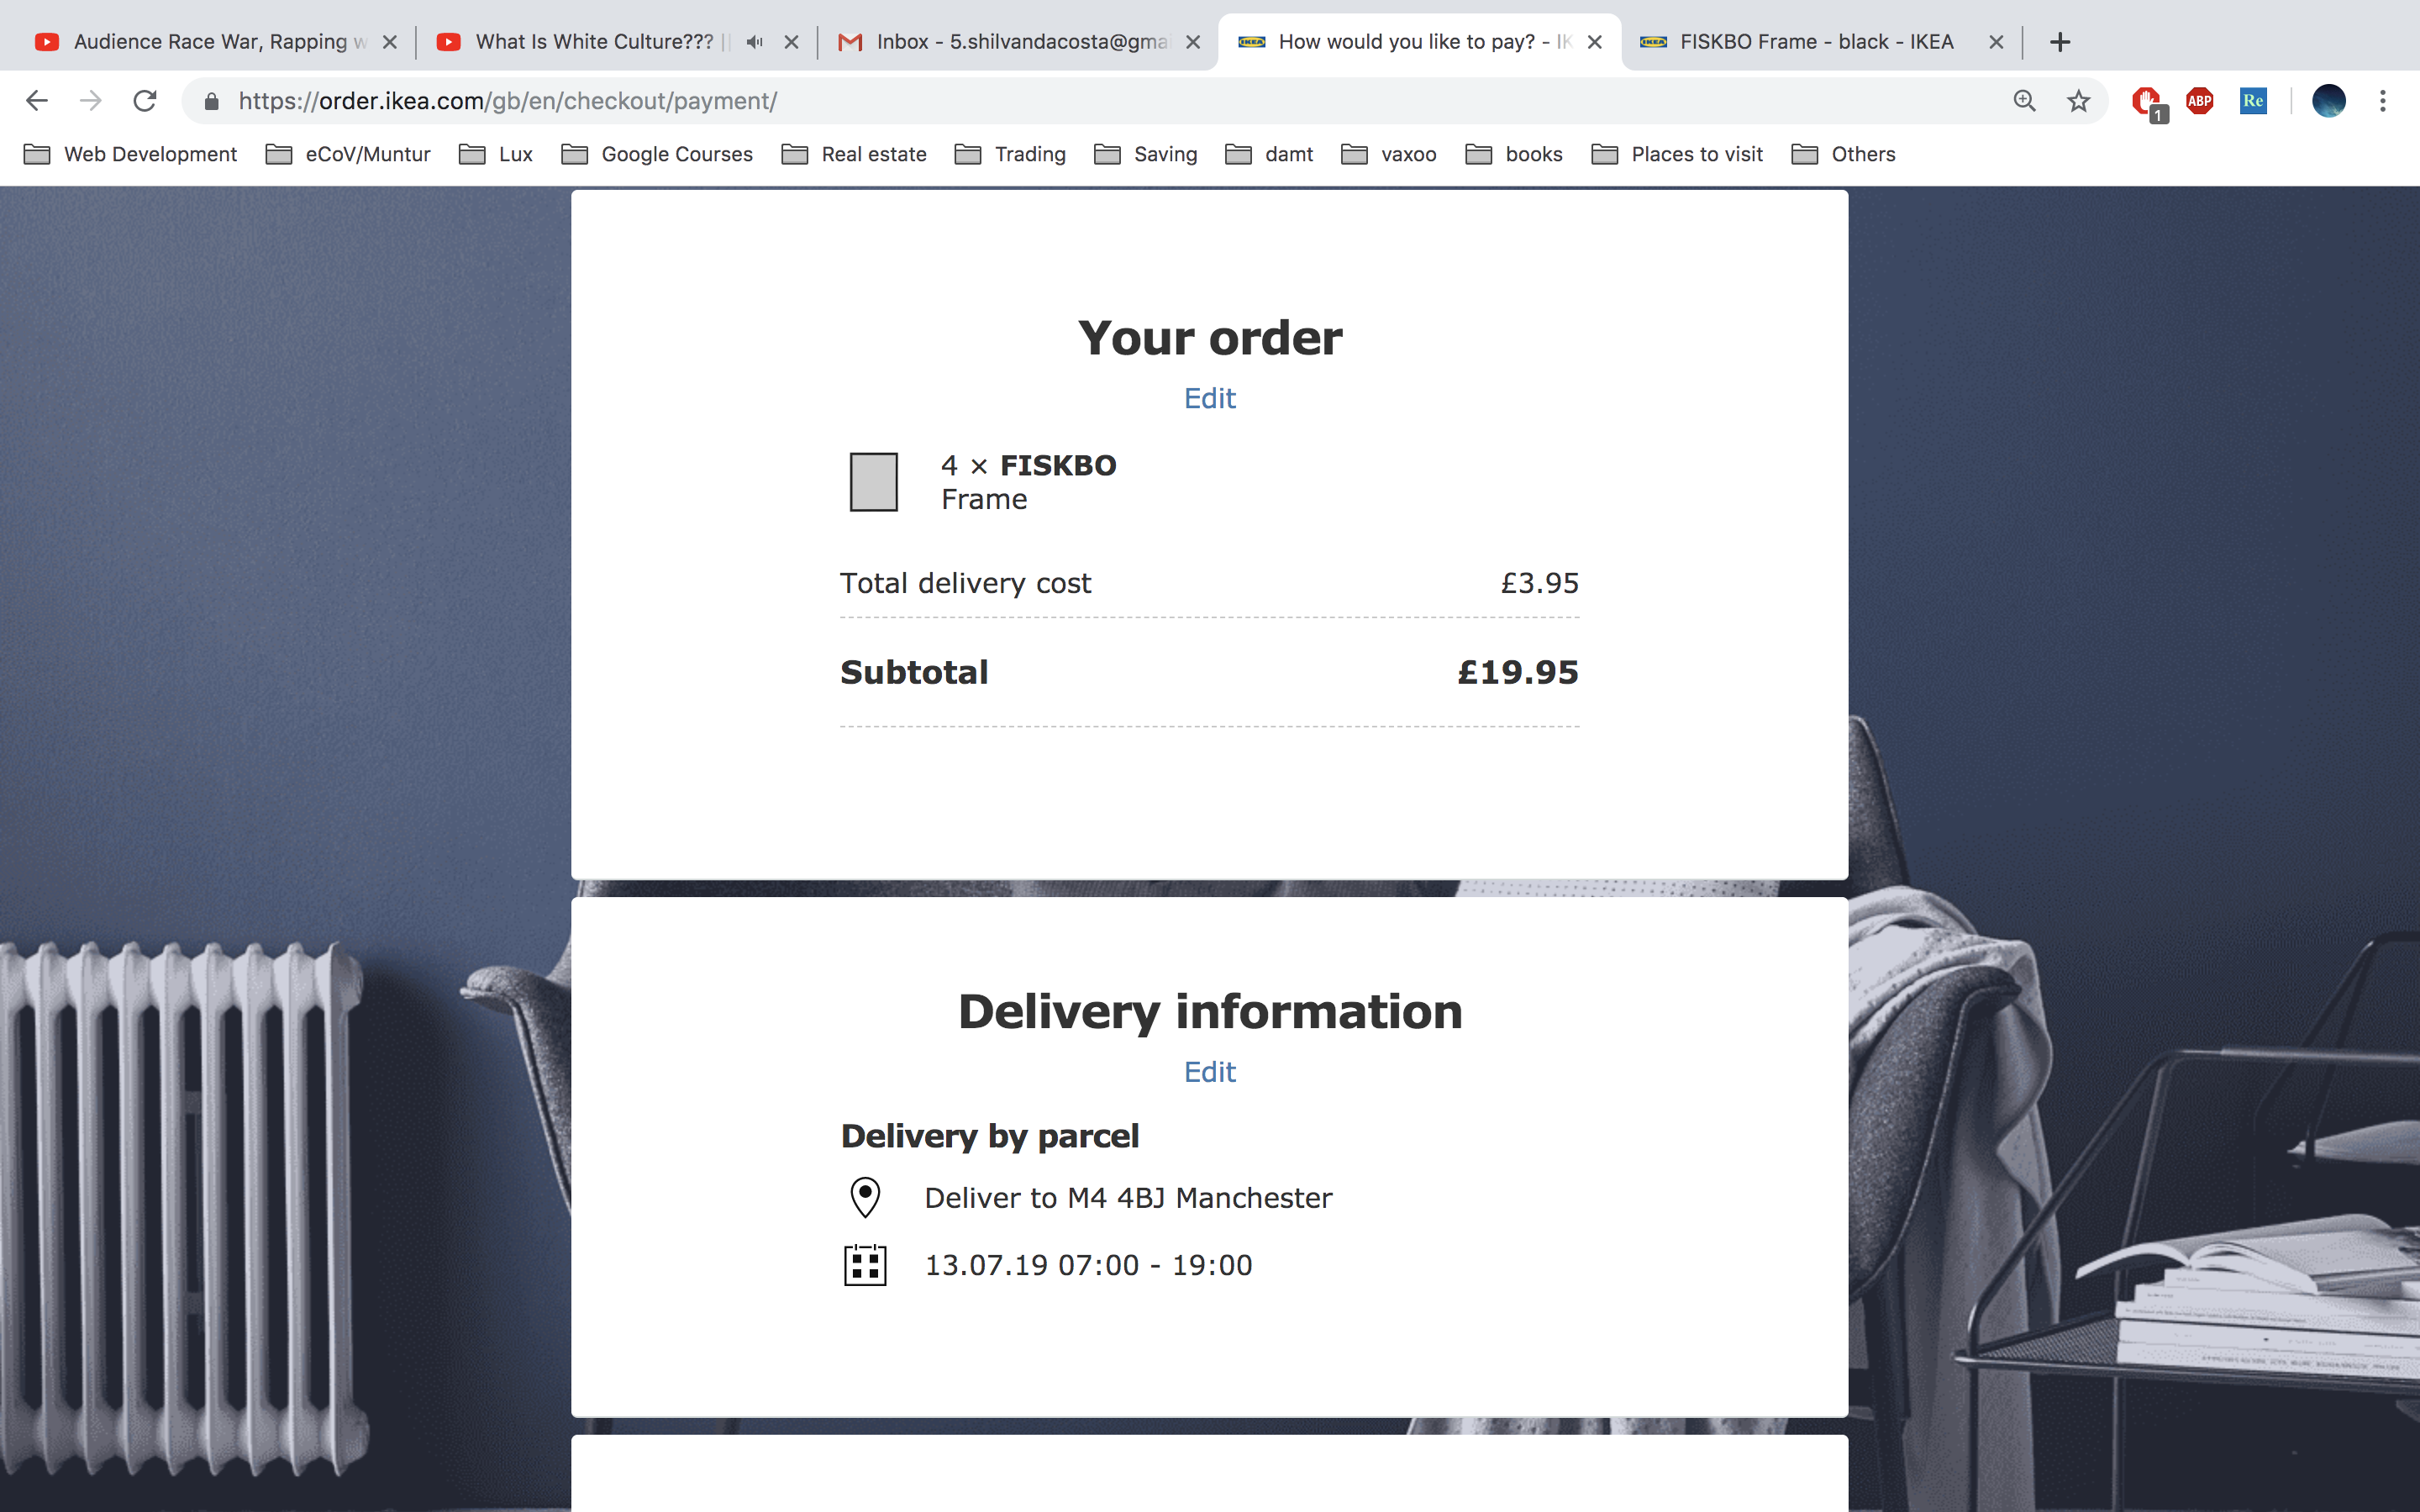 Audience Race War, Rapping w
What Is White Culture??? ||
Inbox - 5.shilvandacosta@gmai
IKEA How would you like to pay? - IK
IKEA FISKBO Frame - black - IKEA
https://order.ikea.com/gb/en/checkout/payment/
1
ABP
Re
Web Development
eCoV/Muntur
Lux
Google Courses
Real estate
Trading
Saving
damt
vaxoo
books
Places to visit
Others
Your order
Edit
4 × FISKBO
Frame
Total delivery cost £3.95
Subtotal £19.95
Delivery information
Edit
Delivery by parcel
Deliver to M4 4BJ Manchester
13.07.19 07:00 - 19:00